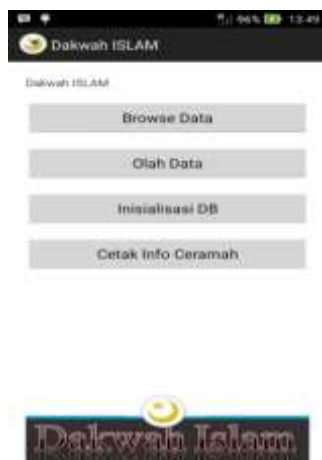 96% 13.49
Dakwah ISLAM
Dakwah ISLAM
Browse Data
Olah Data
Inisialisasi DB
Cetak Info Ceramah
Dakwah Islam